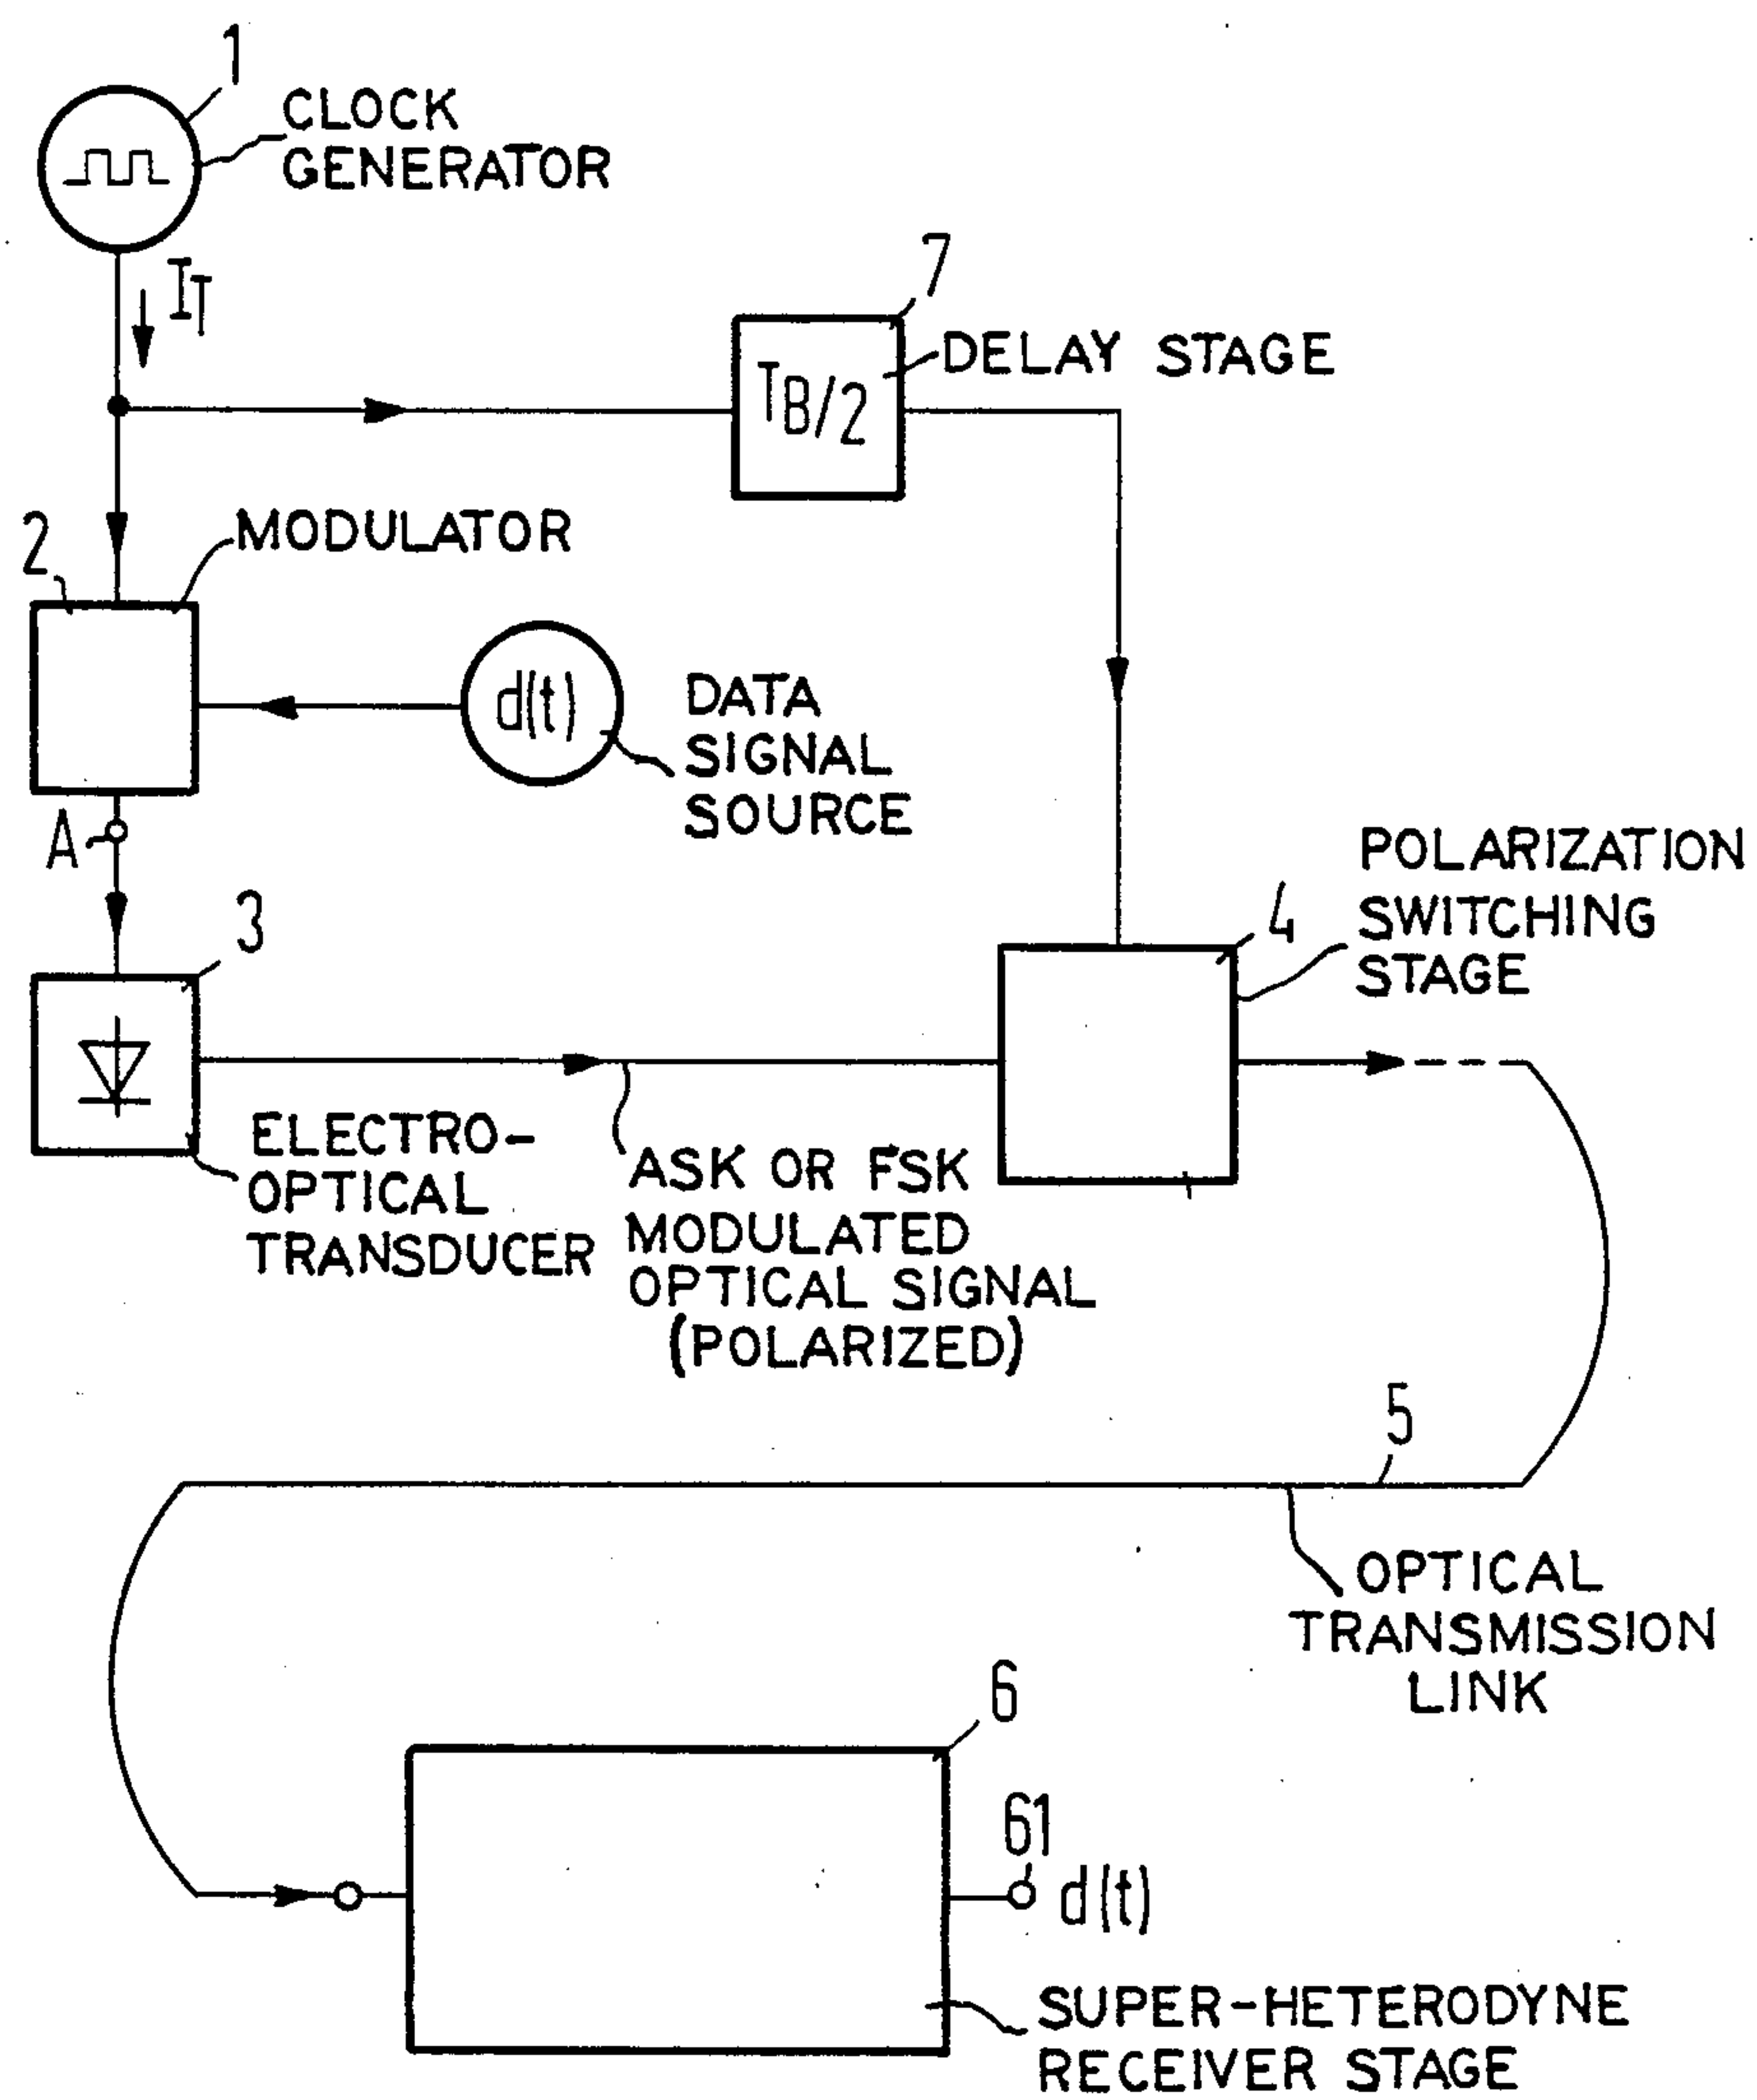 1
CLOCK
GENERATOR
I_T
7
DELAY STAGE
T_B/2
2
MODULATOR
d(t)
DATA
SIGNAL
SOURCE
A
POLARIZATION
SWITCHING
STAGE
4
3
ELECTRO-
OPTICAL
TRANSDUCER
ASK OR FSK
MODULATED
OPTICAL SIGNAL
(POLARIZED)
5
OPTICAL
TRANSMISSION
LINK
6
61
d(t)
SUPER-HETERODYNE
RECEIVER STAGE